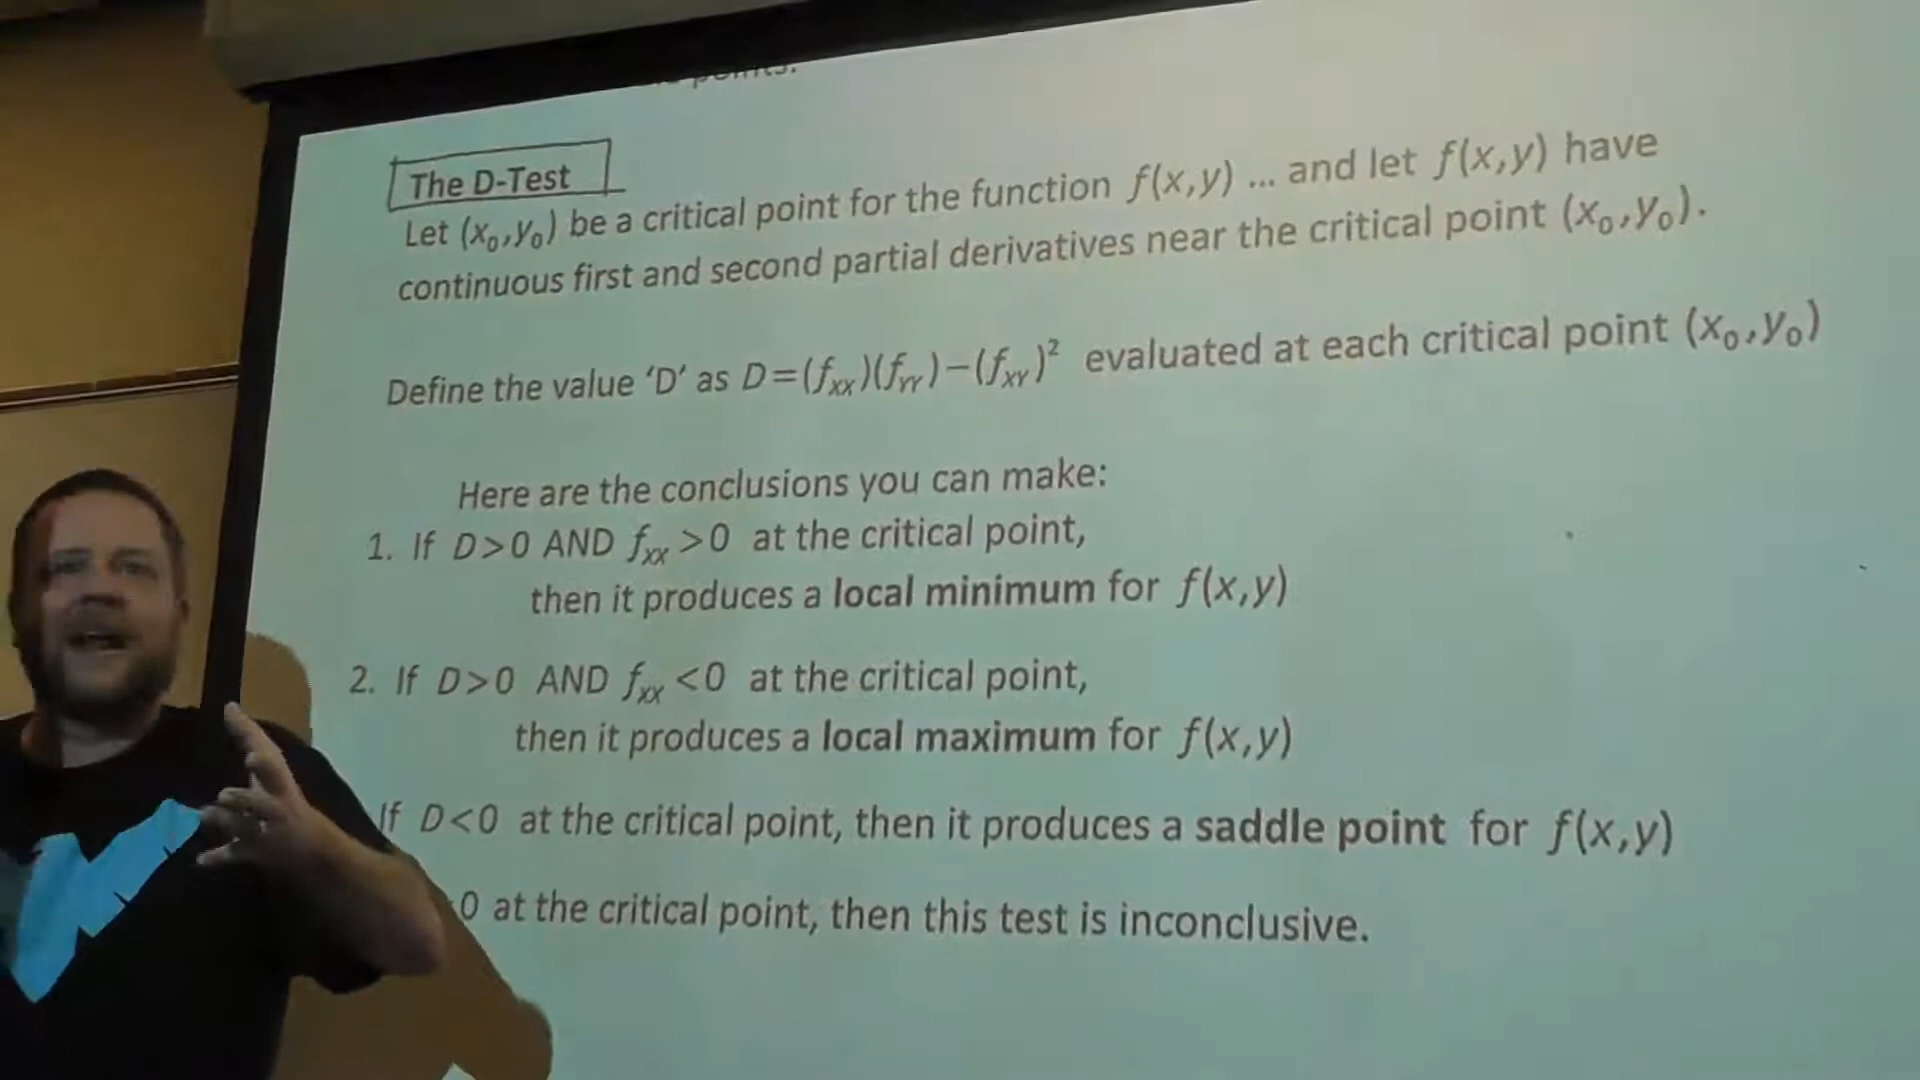 points.
The D-Test
Let (x₀,y₀) be a critical point for the function f(x,y) ... and let f(x,y) have
continuous first and second partial derivatives near the critical point (x₀,y₀).
Define the value 'D' as D=(fxx)(fyy)−(fxy)² evaluated at each critical point (x₀,y₀)
Here are the conclusions you can make:
1. If D>0 AND fxx >0 at the critical point,
then it produces a local minimum for f(x,y)
2. If D>0 AND fxx <0 at the critical point,
then it produces a local maximum for f(x,y)
If D<0 at the critical point, then it produces a saddle point for f(x,y)
0 at the critical point, then this test is inconclusive.